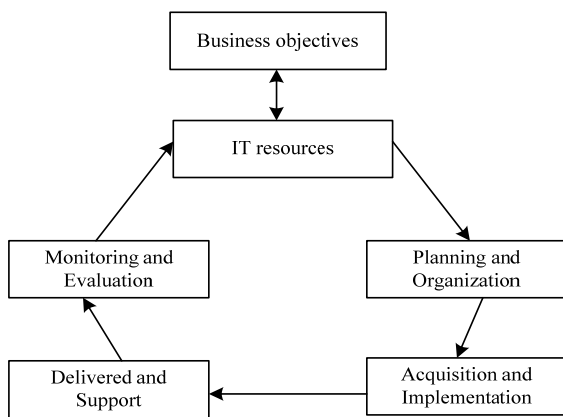 Business objectives
IT resources
Monitoring and
Evaluation
Planning and
Organization
Delivered and
Support
Acquisition and
Implementation